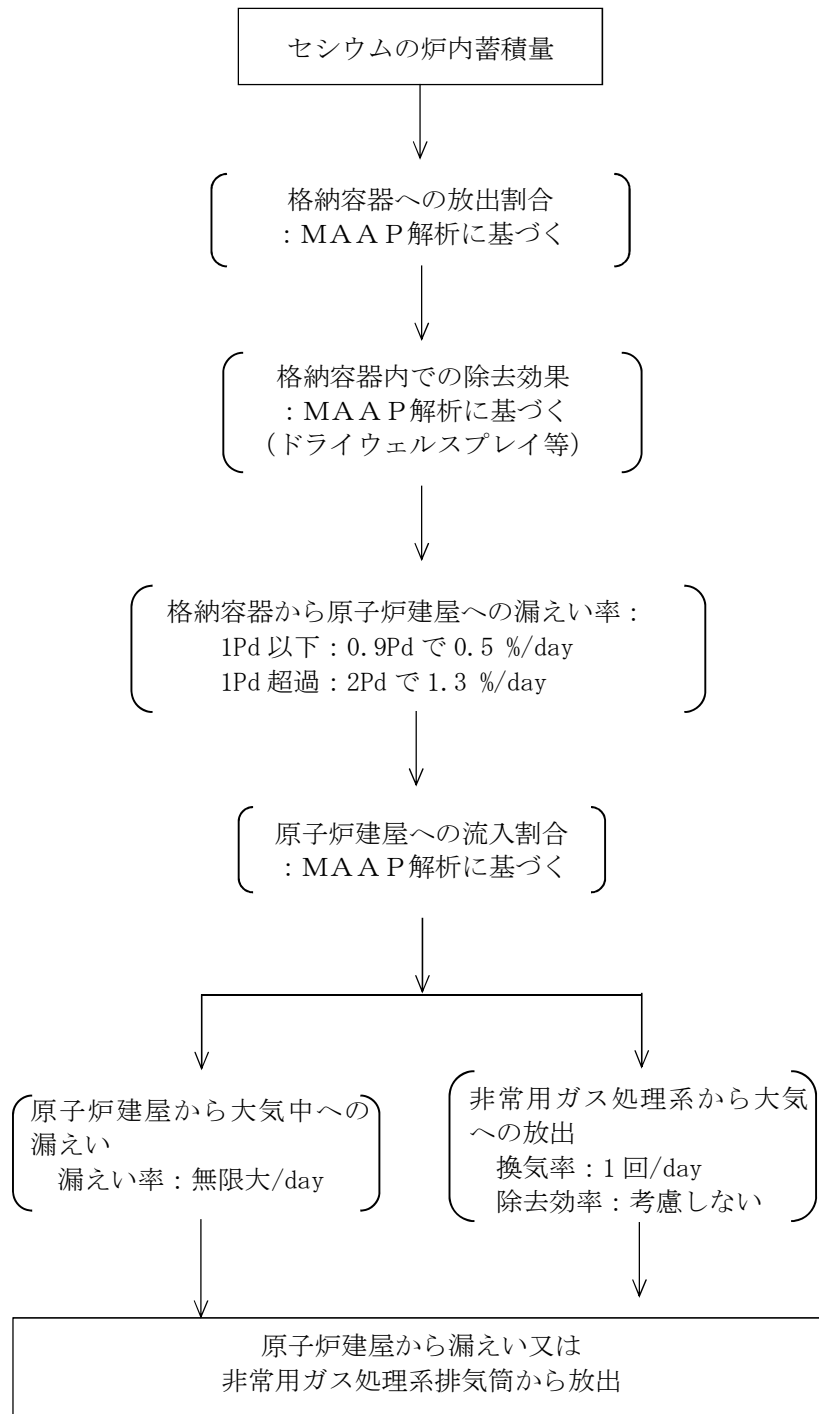 セシウムの炉内蓄積量
格納容器への放出割合
：ＭＡＡＰ解析に基づく
格納容器内での除去効果
：ＭＡＡＰ解析に基づく
（ドライウェルスプレイ等）
格納容器から原子炉建屋への漏えい率：
1Pd 以下：0.9Pd で 0.5 %/day
1Pd 超過：2Pd で 1.3 %/day
原子炉建屋への流入割合
：ＭＡＡＰ解析に基づく
原子炉建屋から大気中への
漏えい
漏えい率：無限大/day
非常用ガス処理系から大気
への放出
換気率：1 回/day
除去効率：考慮しない
原子炉建屋から漏えい又は
非常用ガス処理系排気筒から放出